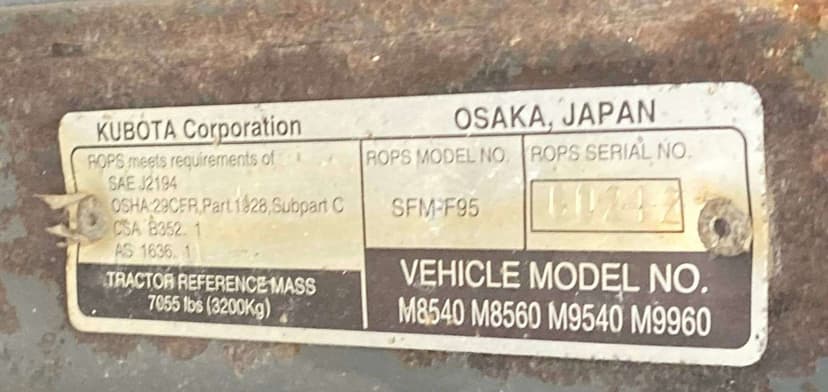 KUBOTA Corporation OSAKA, JAPAN
ROPS meets requirements of
SAE J2194
OSHA 29CFR, Part 1928, Subpart C
CSA B352. 1
AS 1636. 1
TRACTOR REFERENCE MASS
7055 lbs (3200Kg)
ROPS MODEL NO.
SFM-F95
ROPS SERIAL NO.
VEHICLE MODEL NO.
M8540 M8560 M9540 M9960